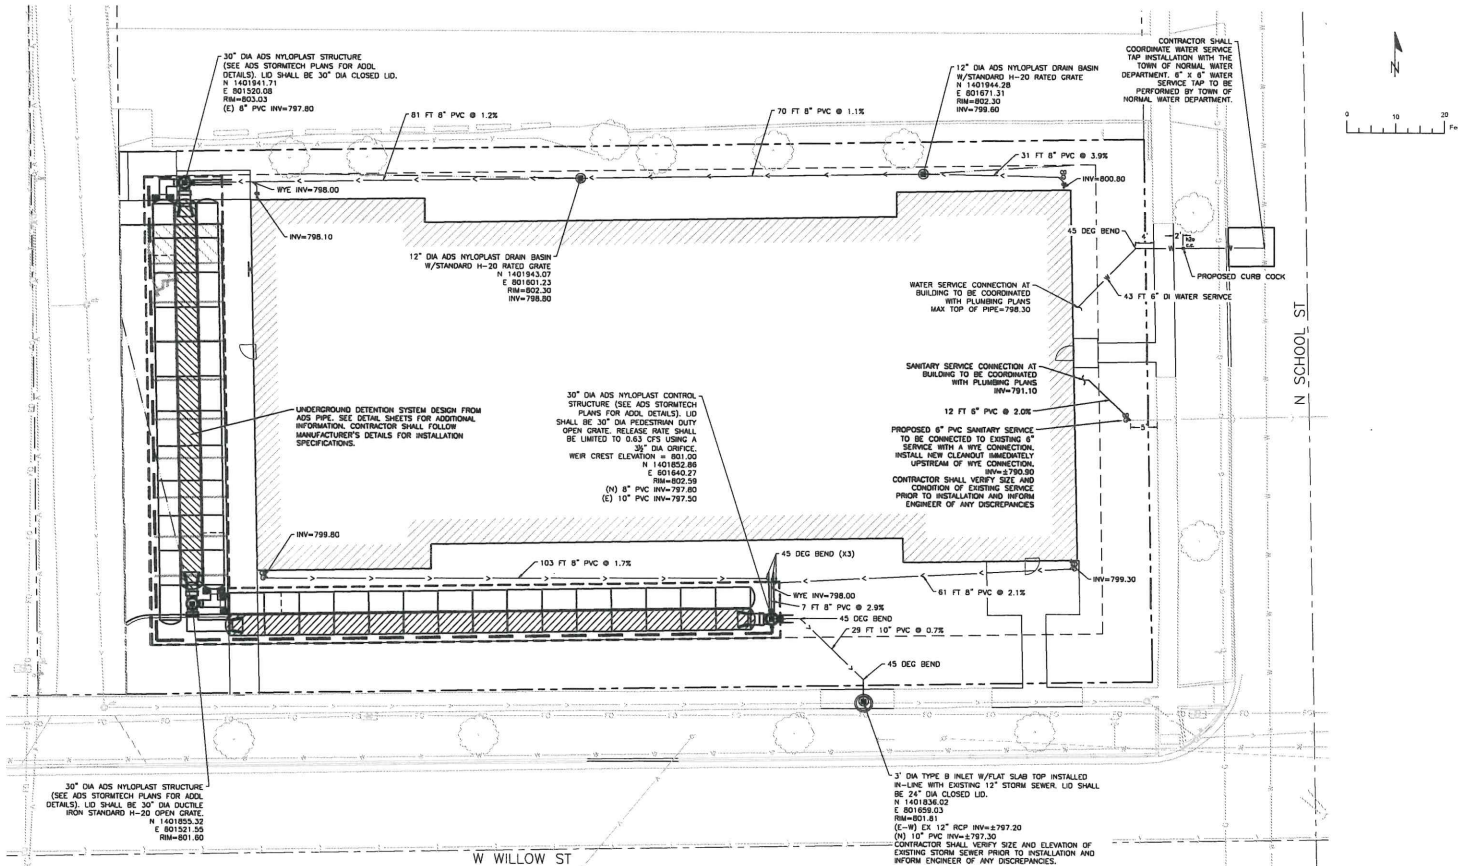 30" DIA ADS NYLOPLAST STRUCTURE
(SEE ADS STORMTECH PLANS FOR ADDL
DETAILS). LID SHALL BE 30" DIA CLOSED LID.
N 1401941.71
E 801520.08
RIM=803.03
(E) 8" PVC INV=797.80
81 FT 8" PVC @ 1.2%
70 FT 8" PVC @ 1.1%
12" DIA ADS NYLOPLAST DRAIN BASIN
W/STANDARD H-20 RATED GRATE
N 1401944.28
E 801671.31
RIM=802.30
INV=799.60
CONTRACTOR SHALL
COORDINATE WATER SERVICE
TAP INSTALLATION WITH THE
TOWN OF NORMAL WATER
DEPARTMENT. 6" X 6" WATER
SERVICE TAP TO BE
PERFORMED BY TOWN OF
NORMAL WATER DEPARTMENT.
N
0 10 20
Fe
31 FT 8" PVC @ 3.9%
INV=800.80
WYE INV=798.00
INV=798.10
12" DIA ADS NYLOPLAST DRAIN BASIN
W/STANDARD H-20 RATED GRATE
N 1401943.07
E 801601.23
RIM=802.30
INV=798.80
45 DEG BEND
4'
2'
W
W
PROPOSED CURB COCK
43 FT 6" DI WATER SERVICE
WATER SERVICE CONNECTION AT
BUILDING TO BE COORDINATED
WITH PLUMBING PLANS
MAX TOP OF PIPE=798.30
N SCHOOL ST
SANITARY SERVICE CONNECTION AT
BUILDING TO BE COORDINATED
WITH PLUMBING PLANS
INV=791.10
12 FT 6" PVC @ 2.0%
PROPOSED 6" PVC SANITARY SERVICE
TO BE CONNECTED TO EXISTING 6"
SERVICE WITH A WYE CONNECTION.
INSTALL NEW CLEANOUT IMMEDIATELY
UPSTREAM OF WYE CONNECTION.
INV=±790.90
CONTRACTOR SHALL VERIFY SIZE AND
CONDITION OF EXISTING SERVICE
PRIOR TO INSTALLATION AND INFORM
ENGINEER OF ANY DISCREPANCIES
5'
30" DIA ADS NYLOPLAST CONTROL
STRUCTURE (SEE ADS STORMTECH
PLANS FOR ADDL DETAILS). LID
SHALL BE 30" DIA PEDESTRIAN DUTY
OPEN GRATE. RELEASE RATE SHALL
BE LIMITED TO 0.63 CFS USING A
DIA ORIFICE.
WEIR CREST ELEVATION = 801.00
N 1401852.86
E 801640.27
RIM=802.59
(N) 8" PVC INV=797.80
(E) 10" PVC INV=797.50
UNDERGROUND DETENTION SYSTEM DESIGN FROM
ADS PIPE. SEE DETAIL SHEETS FOR ADDITIONAL
INFORMATION. CONTRACTOR SHALL FOLLOW
MANUFACTURER'S DETAILS FOR INSTALLATION
SPECIFICATIONS.
INV=799.80
103 FT 8" PVC @ 1.7%
45 DEG BEND (X3)
WYE INV=798.00
7 FT 8" PVC @ 2.9%
45 DEG BEND
29 FT 10" PVC @ 0.7%
61 FT 8" PVC @ 2.1%
INV=799.30
45 DEG BEND
30" DIA ADS NYLOPLAST STRUCTURE
(SEE ADS STORMTECH PLANS FOR ADDL
DETAILS). LID SHALL BE 30" DIA DUCTILE
IRON STANDARD H-20 OPEN GRATE.
N 1401855.32
E 801521.55
RIM=801.60
3' DIA TYPE B INLET W/FLAT SLAB TOP INSTALLED
IN-LINE WITH EXISTING 12" STORM SEWER. LID SHALL
BE 24" DIA CLOSED LID.
N 1401836.02
E 801659.03
RIM=801.81
(E-W) EX 12" RCP INV=±797.20
(N) 10" PVC INV=±797.30
CONTRACTOR SHALL VERIFY SIZE AND ELEVATION OF
EXISTING STORM SEWER PRIOR TO INSTALLATION AND
INFORM ENGINEER OF ANY DISCREPANCIES.
W WILLOW ST